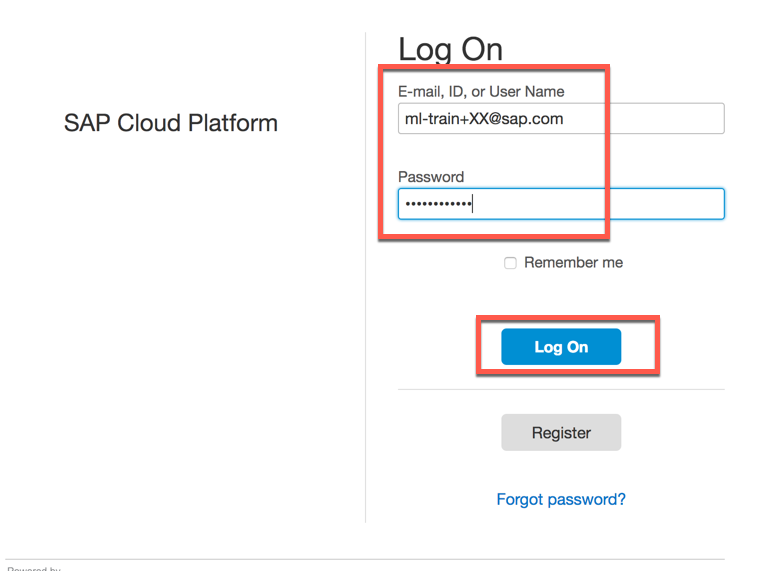 Log On
SAP Cloud Platform
E-mail, ID, or User Name
ml-train+XX@sap.com
Password
••••••••••••
Remember me
Log On
Register
Forgot password?
Powered by